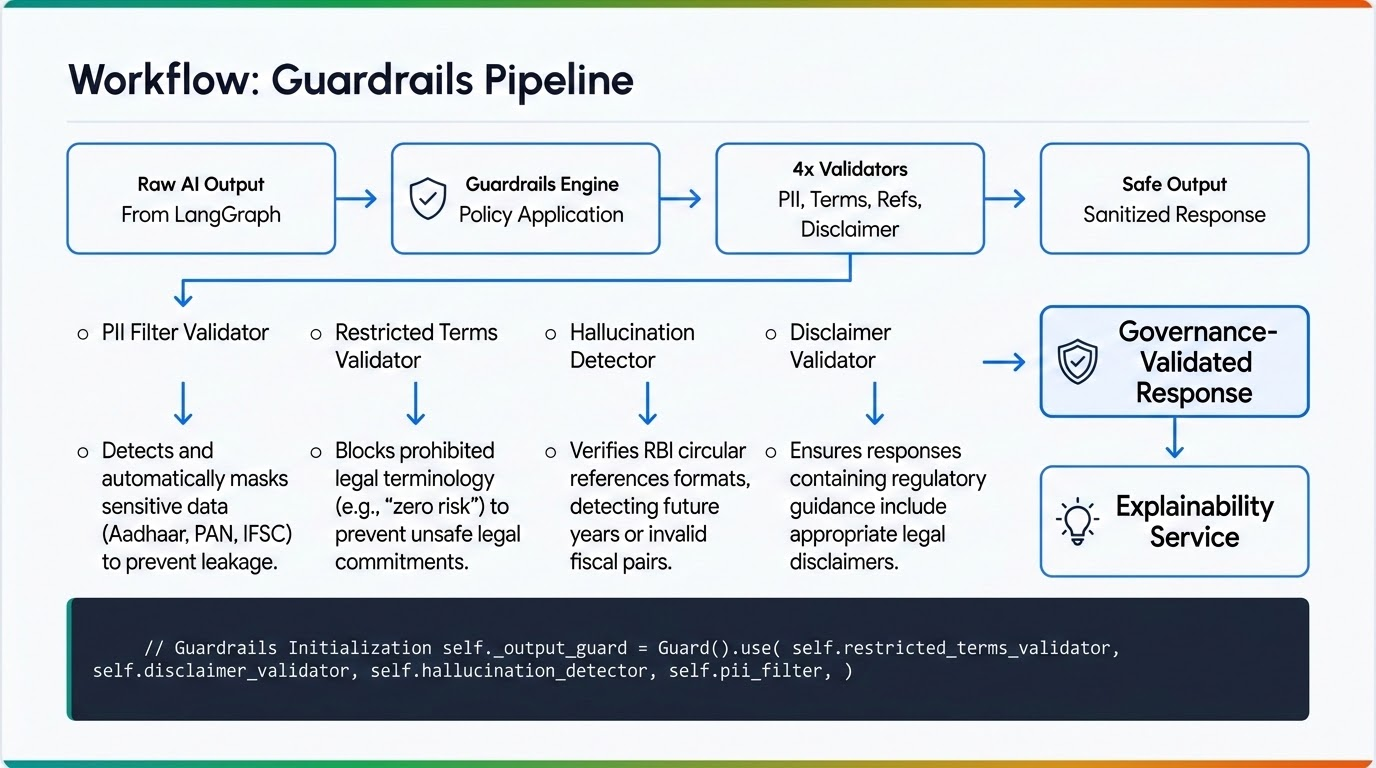 Workflow: Guardrails Pipeline
Raw AI Output
From LangGraph
Guardrails Engine
Policy Application
4x Validators
PII, Terms, Refs,
Disclaimer
Safe Output
Sanitized Response
○ PII Filter Validator
○ Restricted Terms
Validator
○ Hallucination
Detector
○ Disclaimer
Validator
Governance-
Validated
Response
○ Detects and
automatically masks
sensitive data
(Aadhaar, PAN, IFSC)
to prevent leakage.
○ Blocks prohibited
legal terminology
(e.g., “zero risk”) to
prevent unsafe legal
commitments.
○ Verifies RBI circular
references formats,
detecting future
years or invalid
fiscal pairs.
○ Ensures responses
containing regulatory
guidance include
appropriate legal
disclaimers.
Explainability
Service
// Guardrails Initialization self._output_guard = Guard().use( self.restricted_terms_validator,
self.disclaimer_validator, self.hallucination_detector, self.pii_filter, )